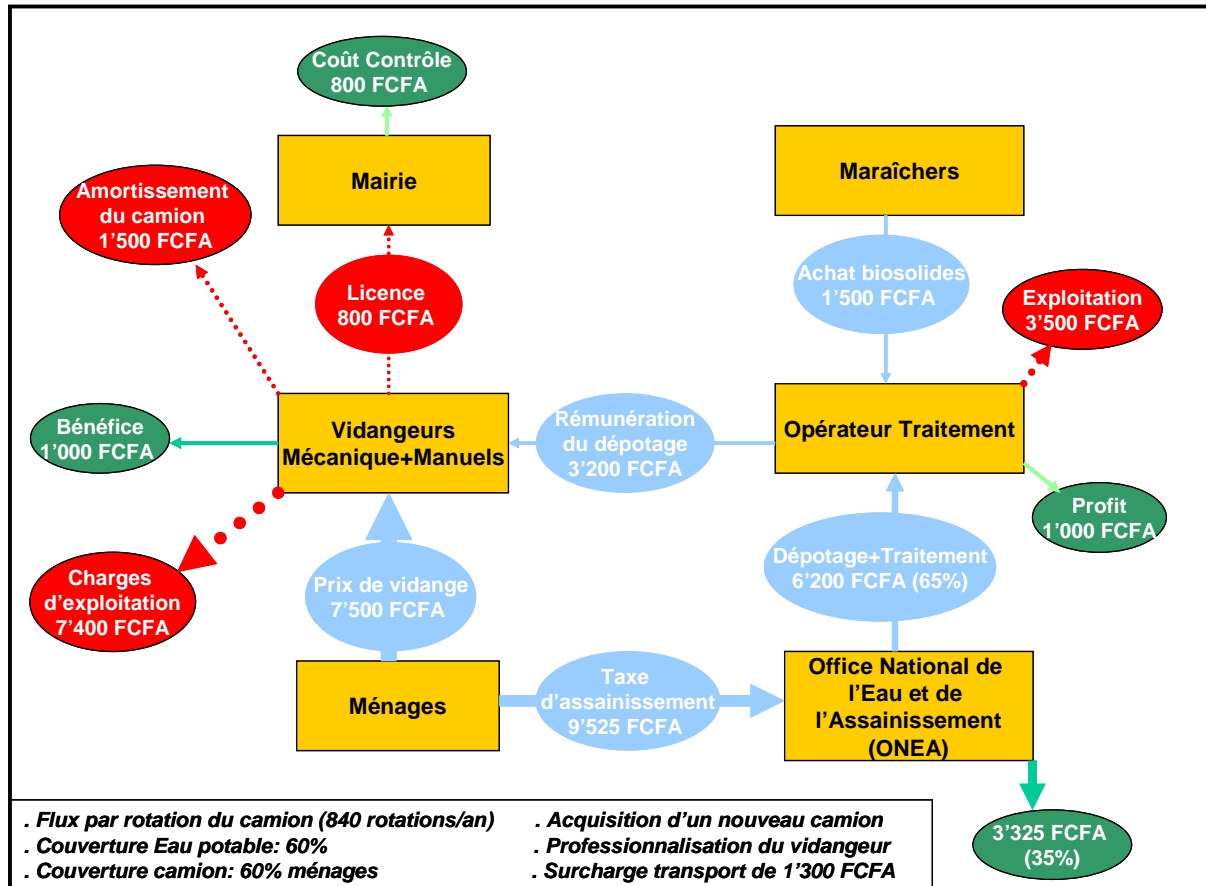 Coût Contrôle
800 FCFA
Mairie
Maraîchers
Amortissement
du camion
1'500 FCFA
Licence
800 FCFA
Achat biosolides
1'500 FCFA
Exploitation
3'500 FCFA
Bénéfice
1'000 FCFA
Vidangeurs
Mécanique+Manuels
Rémunération
du dépotage
3'200 FCFA
Opérateur Traitement
Profit
1'000 FCFA
Charges
d'exploitation
7'400 FCFA
Prix de vidange
7'500 FCFA
Dépotage+Traitement
6'200 FCFA (65%)
Ménages
Taxe
d'assainissement
9'525 FCFA
Office National de
l'Eau et de
l'Assainissement
(ONEA)
3'325 FCFA
(35%)
. Flux par rotation du camion (840 rotations/an)
. Couverture Eau potable: 60%
. Couverture camion: 60% ménages
. Acquisition d'un nouveau camion
. Professionnalisation du vidangeur
. Surcharge transport de 1'300 FCFA